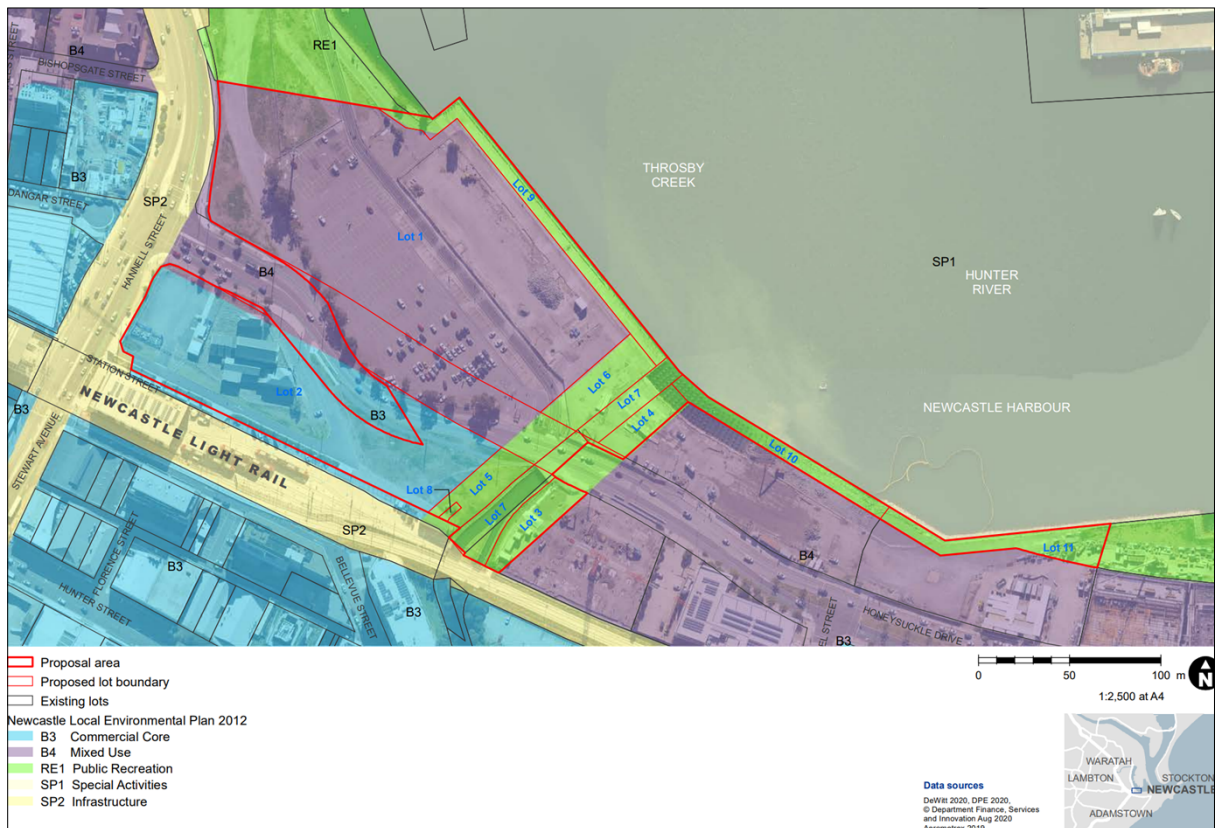 RE1
B4
BISHOPSGATE STREET
B3
DANGAR STREET
SP2
HANNELL STREET
THROSBY
CREEK
SP1
HUNTER
RIVER
NEWCASTLE HARBOUR
Lot 9
Lot 1
B4
Lot 2
B3
Lot 6
Lot 7
Lot 4
Lot 10
Lot 5
Lot 8
Lot 7
Lot 3
Lot 11
STATION STREET
NEWCASTLE LIGHT RAIL
STEWART AVENUE
B3
SP2
B4
HONEYSUCKLE DRIVE
B3
FLORENCE STREET
B3
BELLEVUE STREET
B3
HUNTER STREET
Proposal area
Proposed lot boundary
Existing lots
Newcastle Local Environmental Plan 2012
B3 Commercial Core
B4 Mixed Use
RE1 Public Recreation
SP1 Special Activities
SP2 Infrastructure
0 50 100 m
N
1:2,500 at A4
Data sources
DeWitt 2020, DPE 2020,
© Department Finance, Services
and Innovation Aug 2020
WARATAH
LAMBTON
STOCKTON
NEWCASTLE
ADAMSTOWN